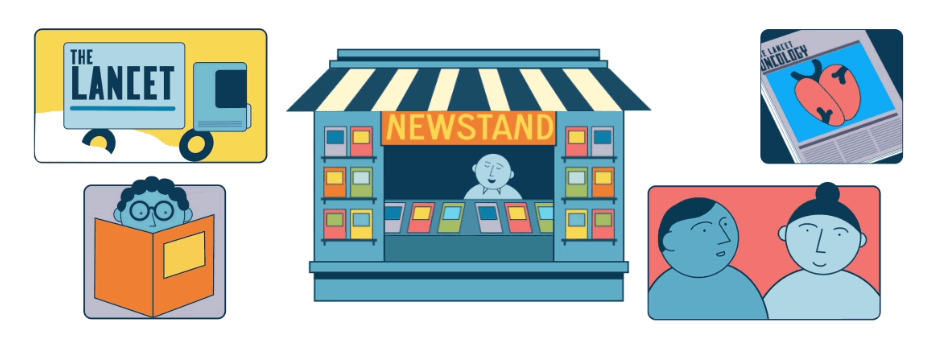 THE
LANCET
NEWSTAND
THE LANCET
ONCOLOGY